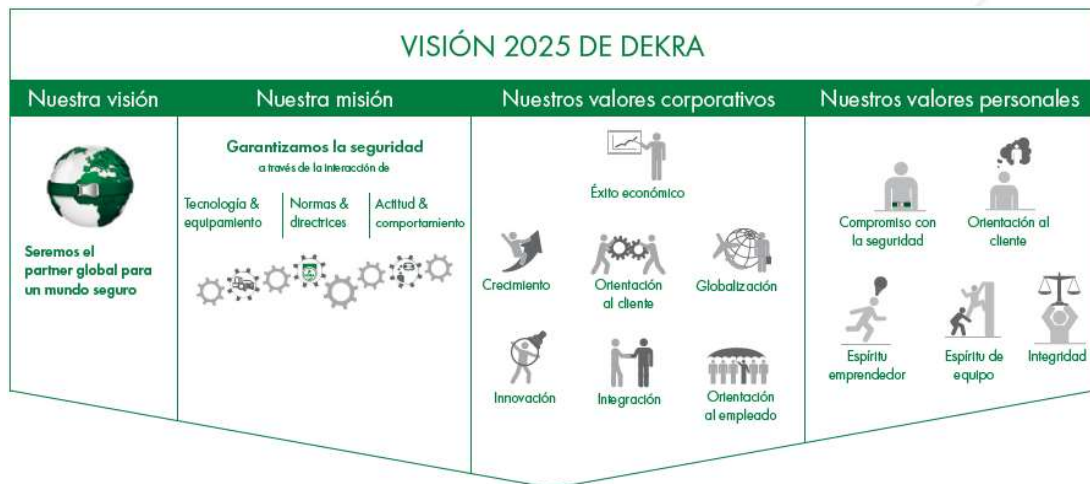 VISIÓN 2025 DE DEKRA
Nuestra visión
Seremos el
partner global para
un mundo seguro
Nuestra misión
Garantizamos la seguridad
a través de la interacción de
Tecnología &
equipamiento
Normas &
directrices
Actitud &
comportamiento
Nuestros valores corporativos
Éxito económico
Crecimiento
Orientación
al cliente
Globalización
Innovación
Integración
Orientación
al empleado
Nuestros valores personales
Compromiso con
la seguridad
Orientación al
cliente
Espíritu
emprendedor
Espíritu de
equipo
Integridad